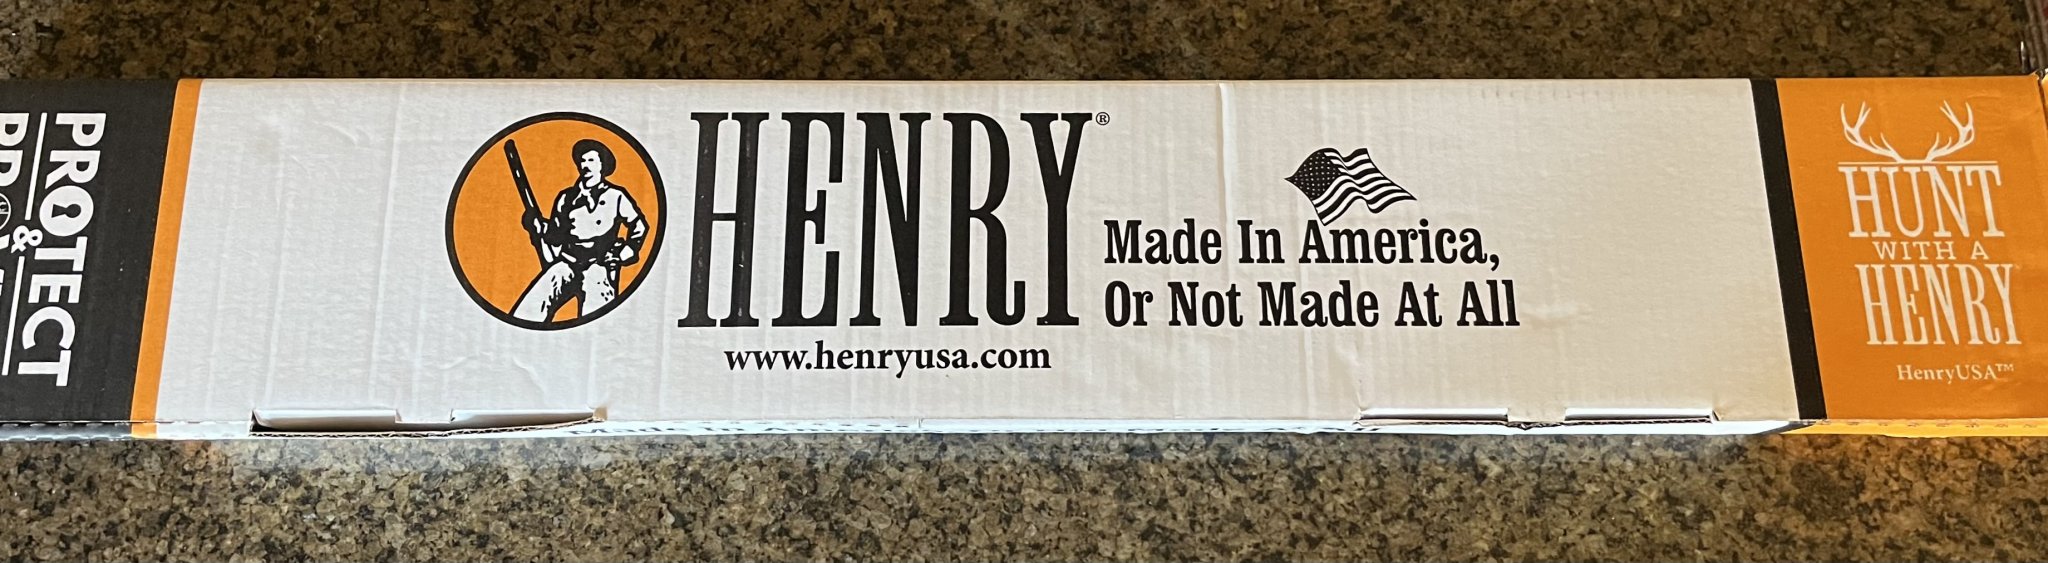 PROTECT
&
HENRY®
Made In America,
Or Not Made At All
www.henryusa.com
HUNT
WITH A
HENRY
HenryUSA™